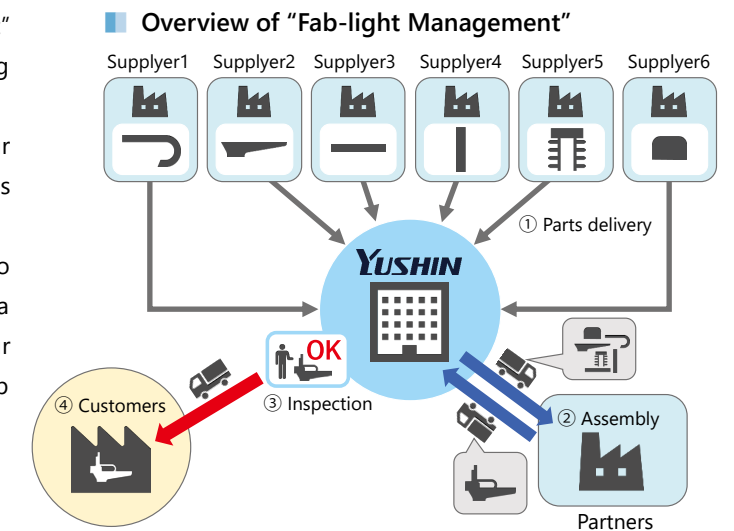 Overview of “Fab-light Management”
Supplyer1 Supplyer2 Supplyer3 Supplyer4 Supplyer5 Supplyer6
① Parts delivery
YUSHIN
OK
③ Inspection
④ Customers
② Assembly
Partners